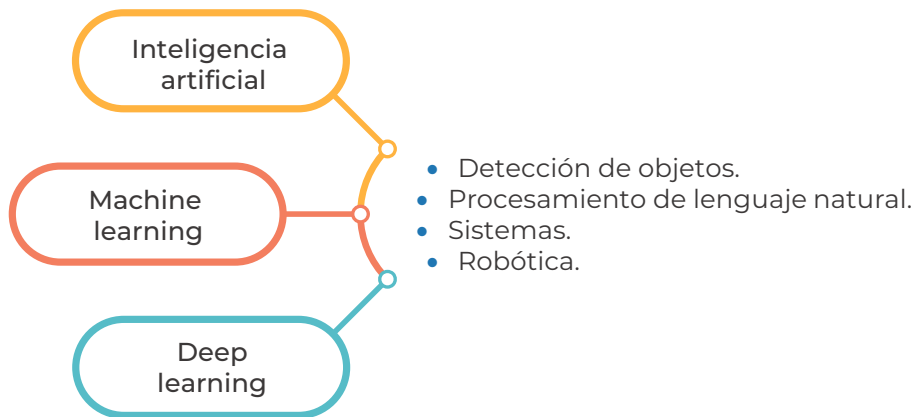 Inteligencia
artificial
Machine
learning
Deep
learning
• Detección de objetos.
• Procesamiento de lenguaje natural.
• Sistemas.
• Robótica.